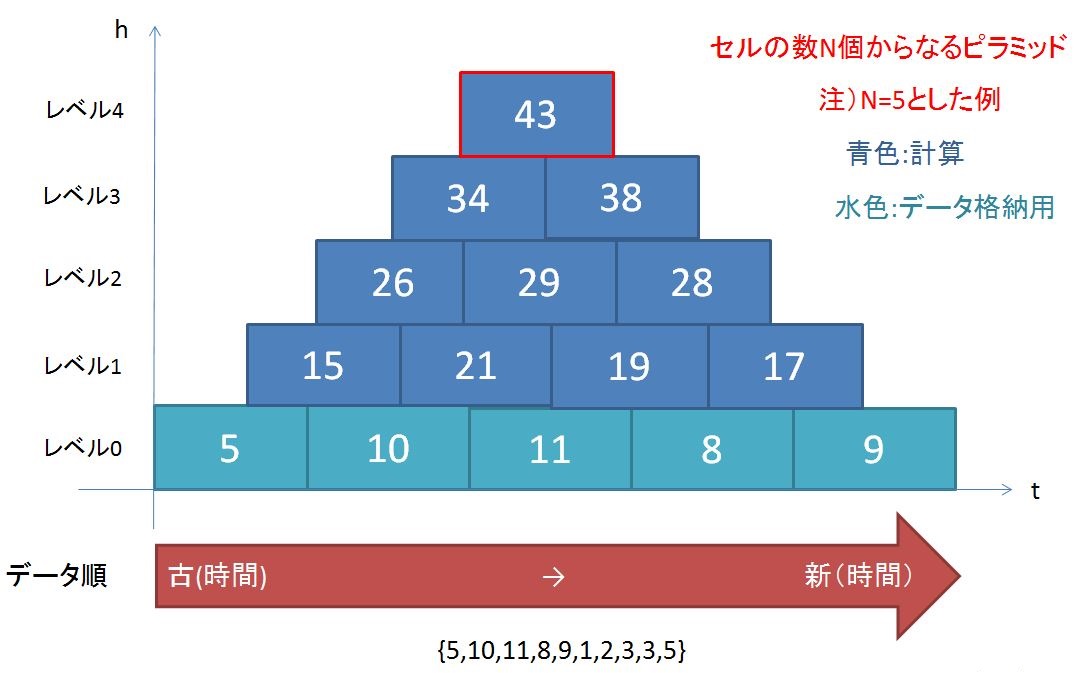 h
セルの数N個からなるピラミッド
注）N=5とした例
青色:計算
水色:データ格納用
レベル4
43
レベル3
34 38
レベル2
26 29 28
レベル1
15 21 19 17
レベル0
5 10 11 8 9
t
データ順
古(時間) → 新（時間）
{5,10,11,8,9,1,2,3,3,5}